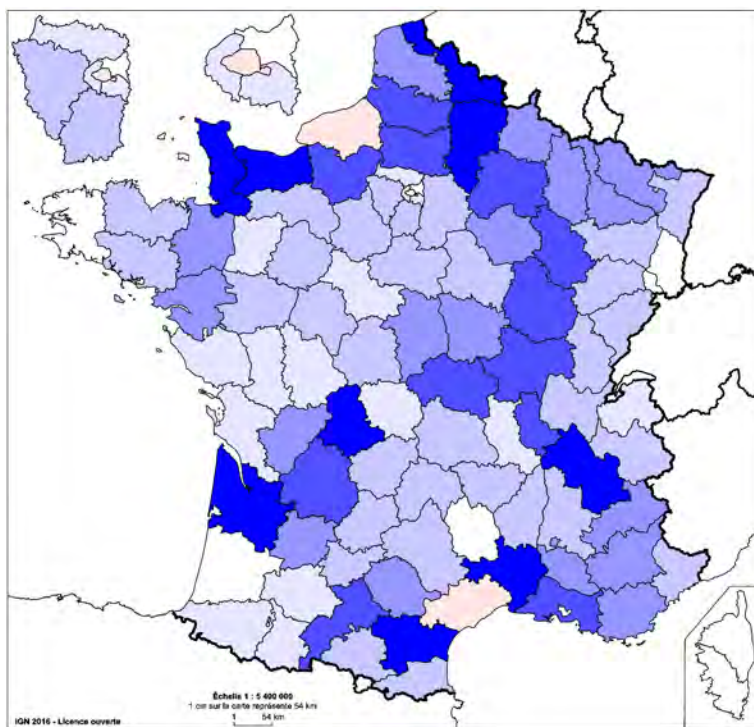 Échelle 1 : 5 400 000
1 cm sur la carte représente 54 km
1 54 km
IGN 2016 - Licence ouverte